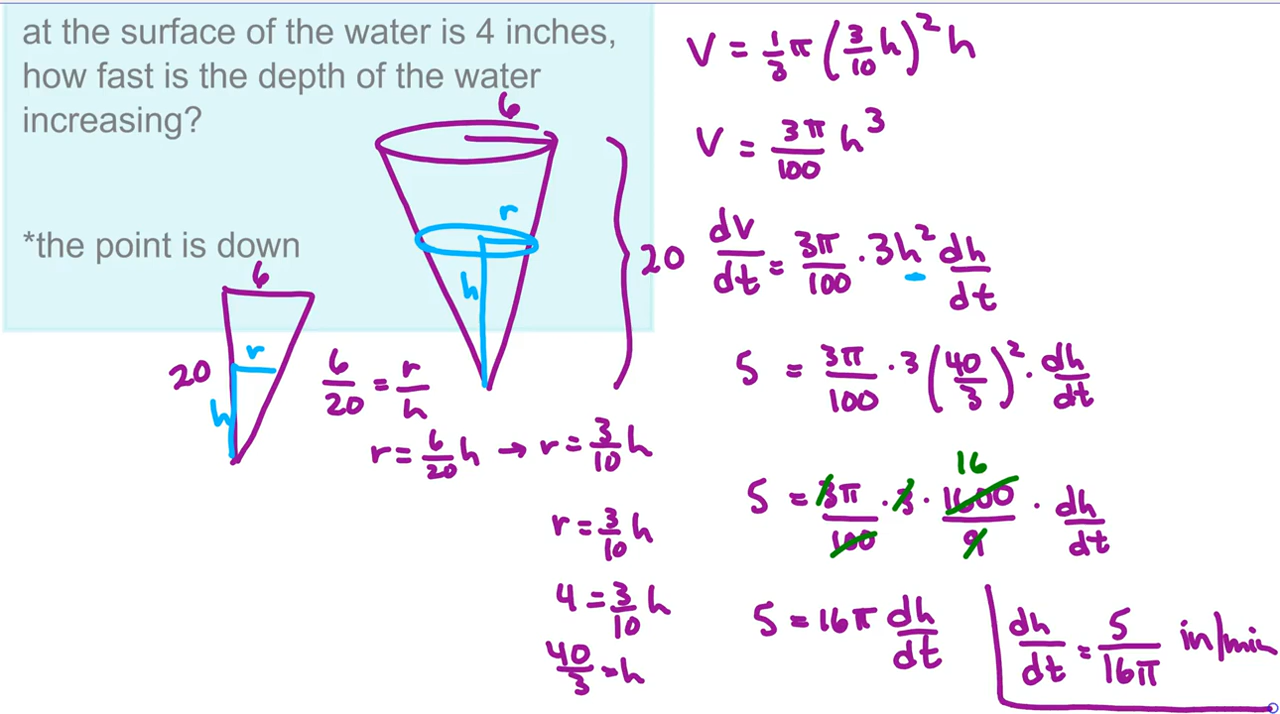 at the surface of the water is 4 inches,
how fast is the depth of the water
increasing?
*the point is down
6
r
h
20
6
20
r
h
6/20 = r/h
r = 6/20 h → r = 3/10 h
r = 3/10 h
4 = 3/10 h
40/3 = h
V = 1/3 π (3/10 h)² h
V = 3π/100 h³
dV/dt = 3π/100 · 3h² dh/dt
5 = 3π/100 · 3 (40/3)² · dh/dt
16
5 = 3π/100 · 3 · 1600/9 · dh/dt
5 = 16π dh/dt
dh/dt = 5/16π in/min